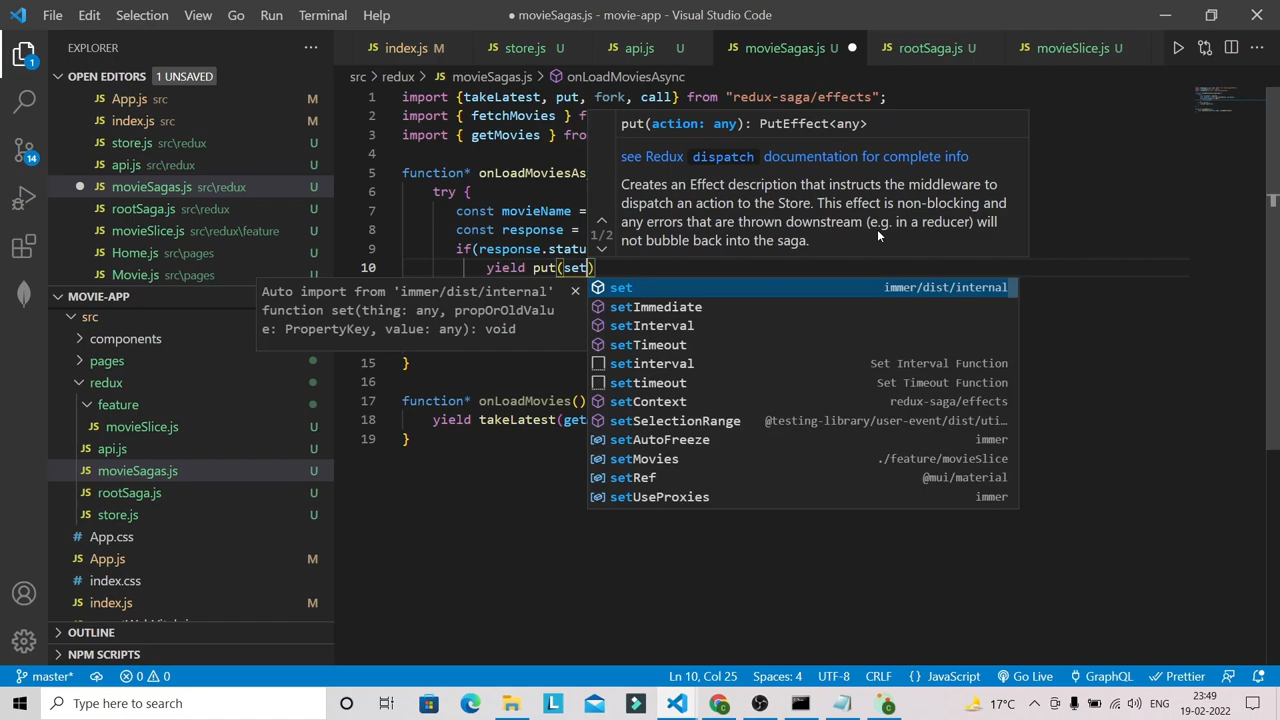 File Edit Selection View Go Run Terminal Help
movieSagas.js - movie-app - Visual Studio Code
EXPLORER
OPEN EDITORS 1 UNSAVED
App.js src M
index.js src M
store.js src\redux U
api.js src\redux U
movieSagas.js src\redux U
rootSaga.js src\redux U
movieSlice.js src\redux\feature U
Home.js src\pages U
Movie.js src\pages U
MOVIE-APP
src
components
pages
redux
feature
movieSlice.js U
api.js U
movieSagas.js U
rootSaga.js U
store.js U
App.css
App.js M
index.css
index.js M
OUTLINE
NPM SCRIPTS
index.js M store.js U api.js U movieSagas.js U rootSaga.js U movieSlice.js U
src > redux > movieSagas.js > onLoadMoviesAsync
1 import {takeLatest, put, fork, call} from "redux-saga/effects";
2 import { fetchMovies } f
3 import { getMovies } fro
4
5 function* onLoadMoviesAs
6 try {
7 const movieName =
8 const response =
9 if(response.statu
10 yield put(set)
15 }
16
17 function* onLoadMovies()
18 yield takeLatest(get
19 }
put(action: any): PutEffect<any>
see Redux dispatch documentation for complete info
Creates an Effect description that instructs the middleware to
dispatch an action to the Store. This effect is non-blocking and
any errors that are thrown downstream (e.g. in a reducer) will
1/2
not bubble back into the saga.
Auto import from 'immer/dist/internal'
function set(thing: any, propOrOldValu
e: PropertyKey, value: any): void
set immer/dist/internal
setImmediate
setInterval
setTimeout
setinterval Set Interval Function
settimeout Set Timeout Function
setContext redux-saga/effects
setSelectionRange @testing-library/user-event/dist/uti...
setAutoFreeze immer
setMovies ./feature/movieSlice
setRef @mui/material
setUseProxies immer
1
14
master* 0 0 Ln 10, Col 25 Spaces: 4 UTF-8 CRLF {} JavaScript Go Live GraphQL Prettier
Type here to search
17°C ENG 23:49
19-02-2022